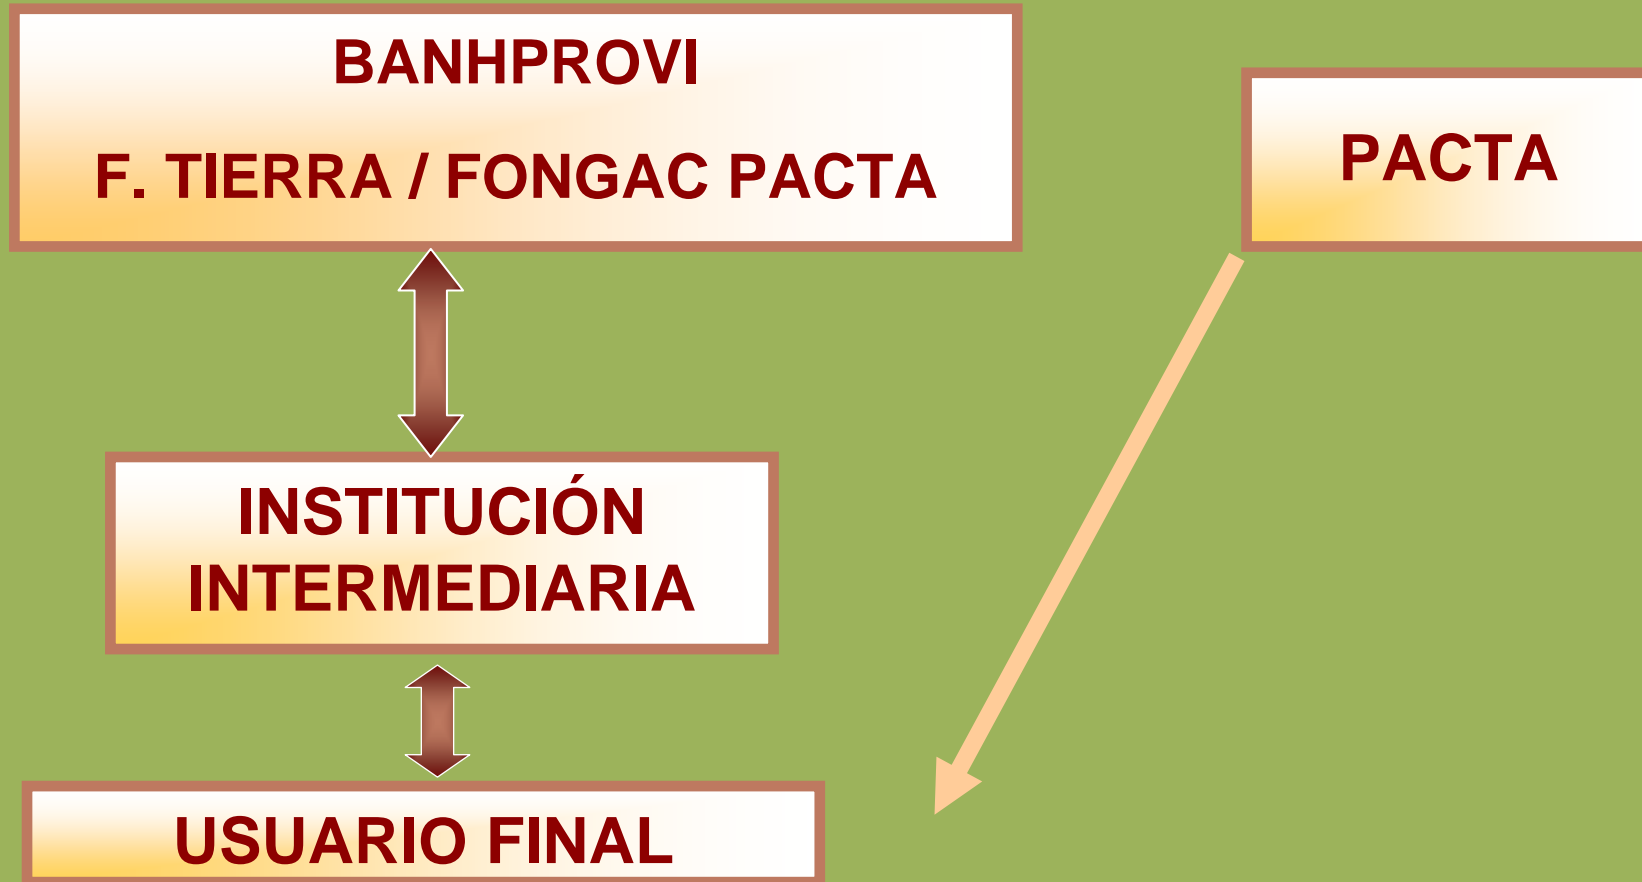 BANHPROVI
F. TIERRA / FONGAC PACTA
PACTA
INSTITUCIÓN
INTERMEDIARIA
USUARIO FINAL